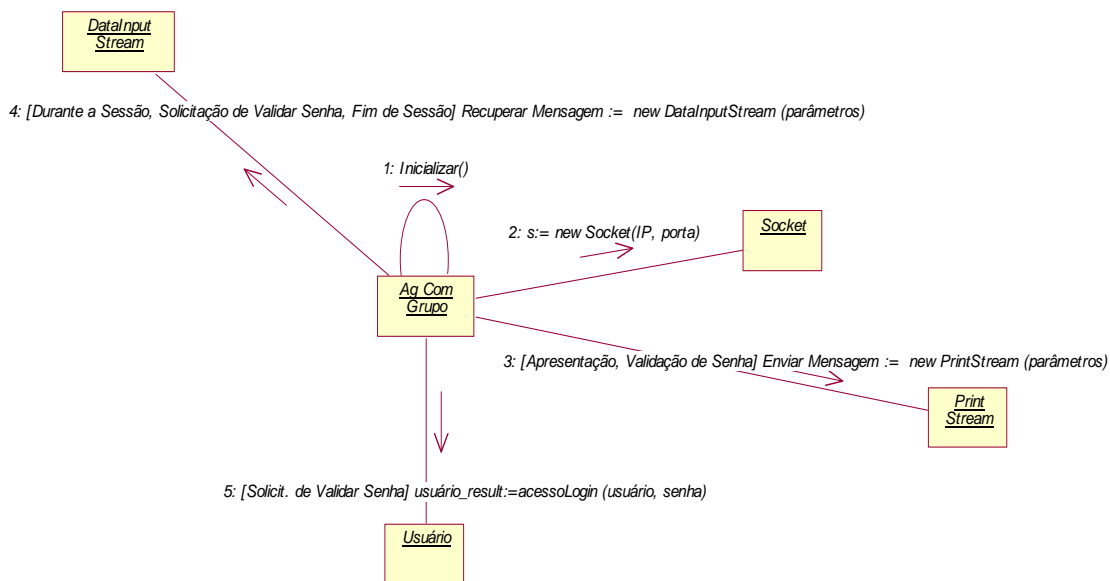 DataInput
Stream
4: [Durante a Sessão, Solicitação de Validar Senha, Fim de Sessão] Recuperar Mensagem := new DataInputStream (parâmetros)
1: Inicializar()
2: s:= new Socket(IP, porta)
Socket
Ag Com
Grupo
3: [Apresentação, Validação de Senha] Enviar Mensagem := new PrintStream (parâmetros)
Print
Stream
5: [Solicit. de Validar Senha] usuário_result:=acessoLogin (usuário, senha)
Usuário